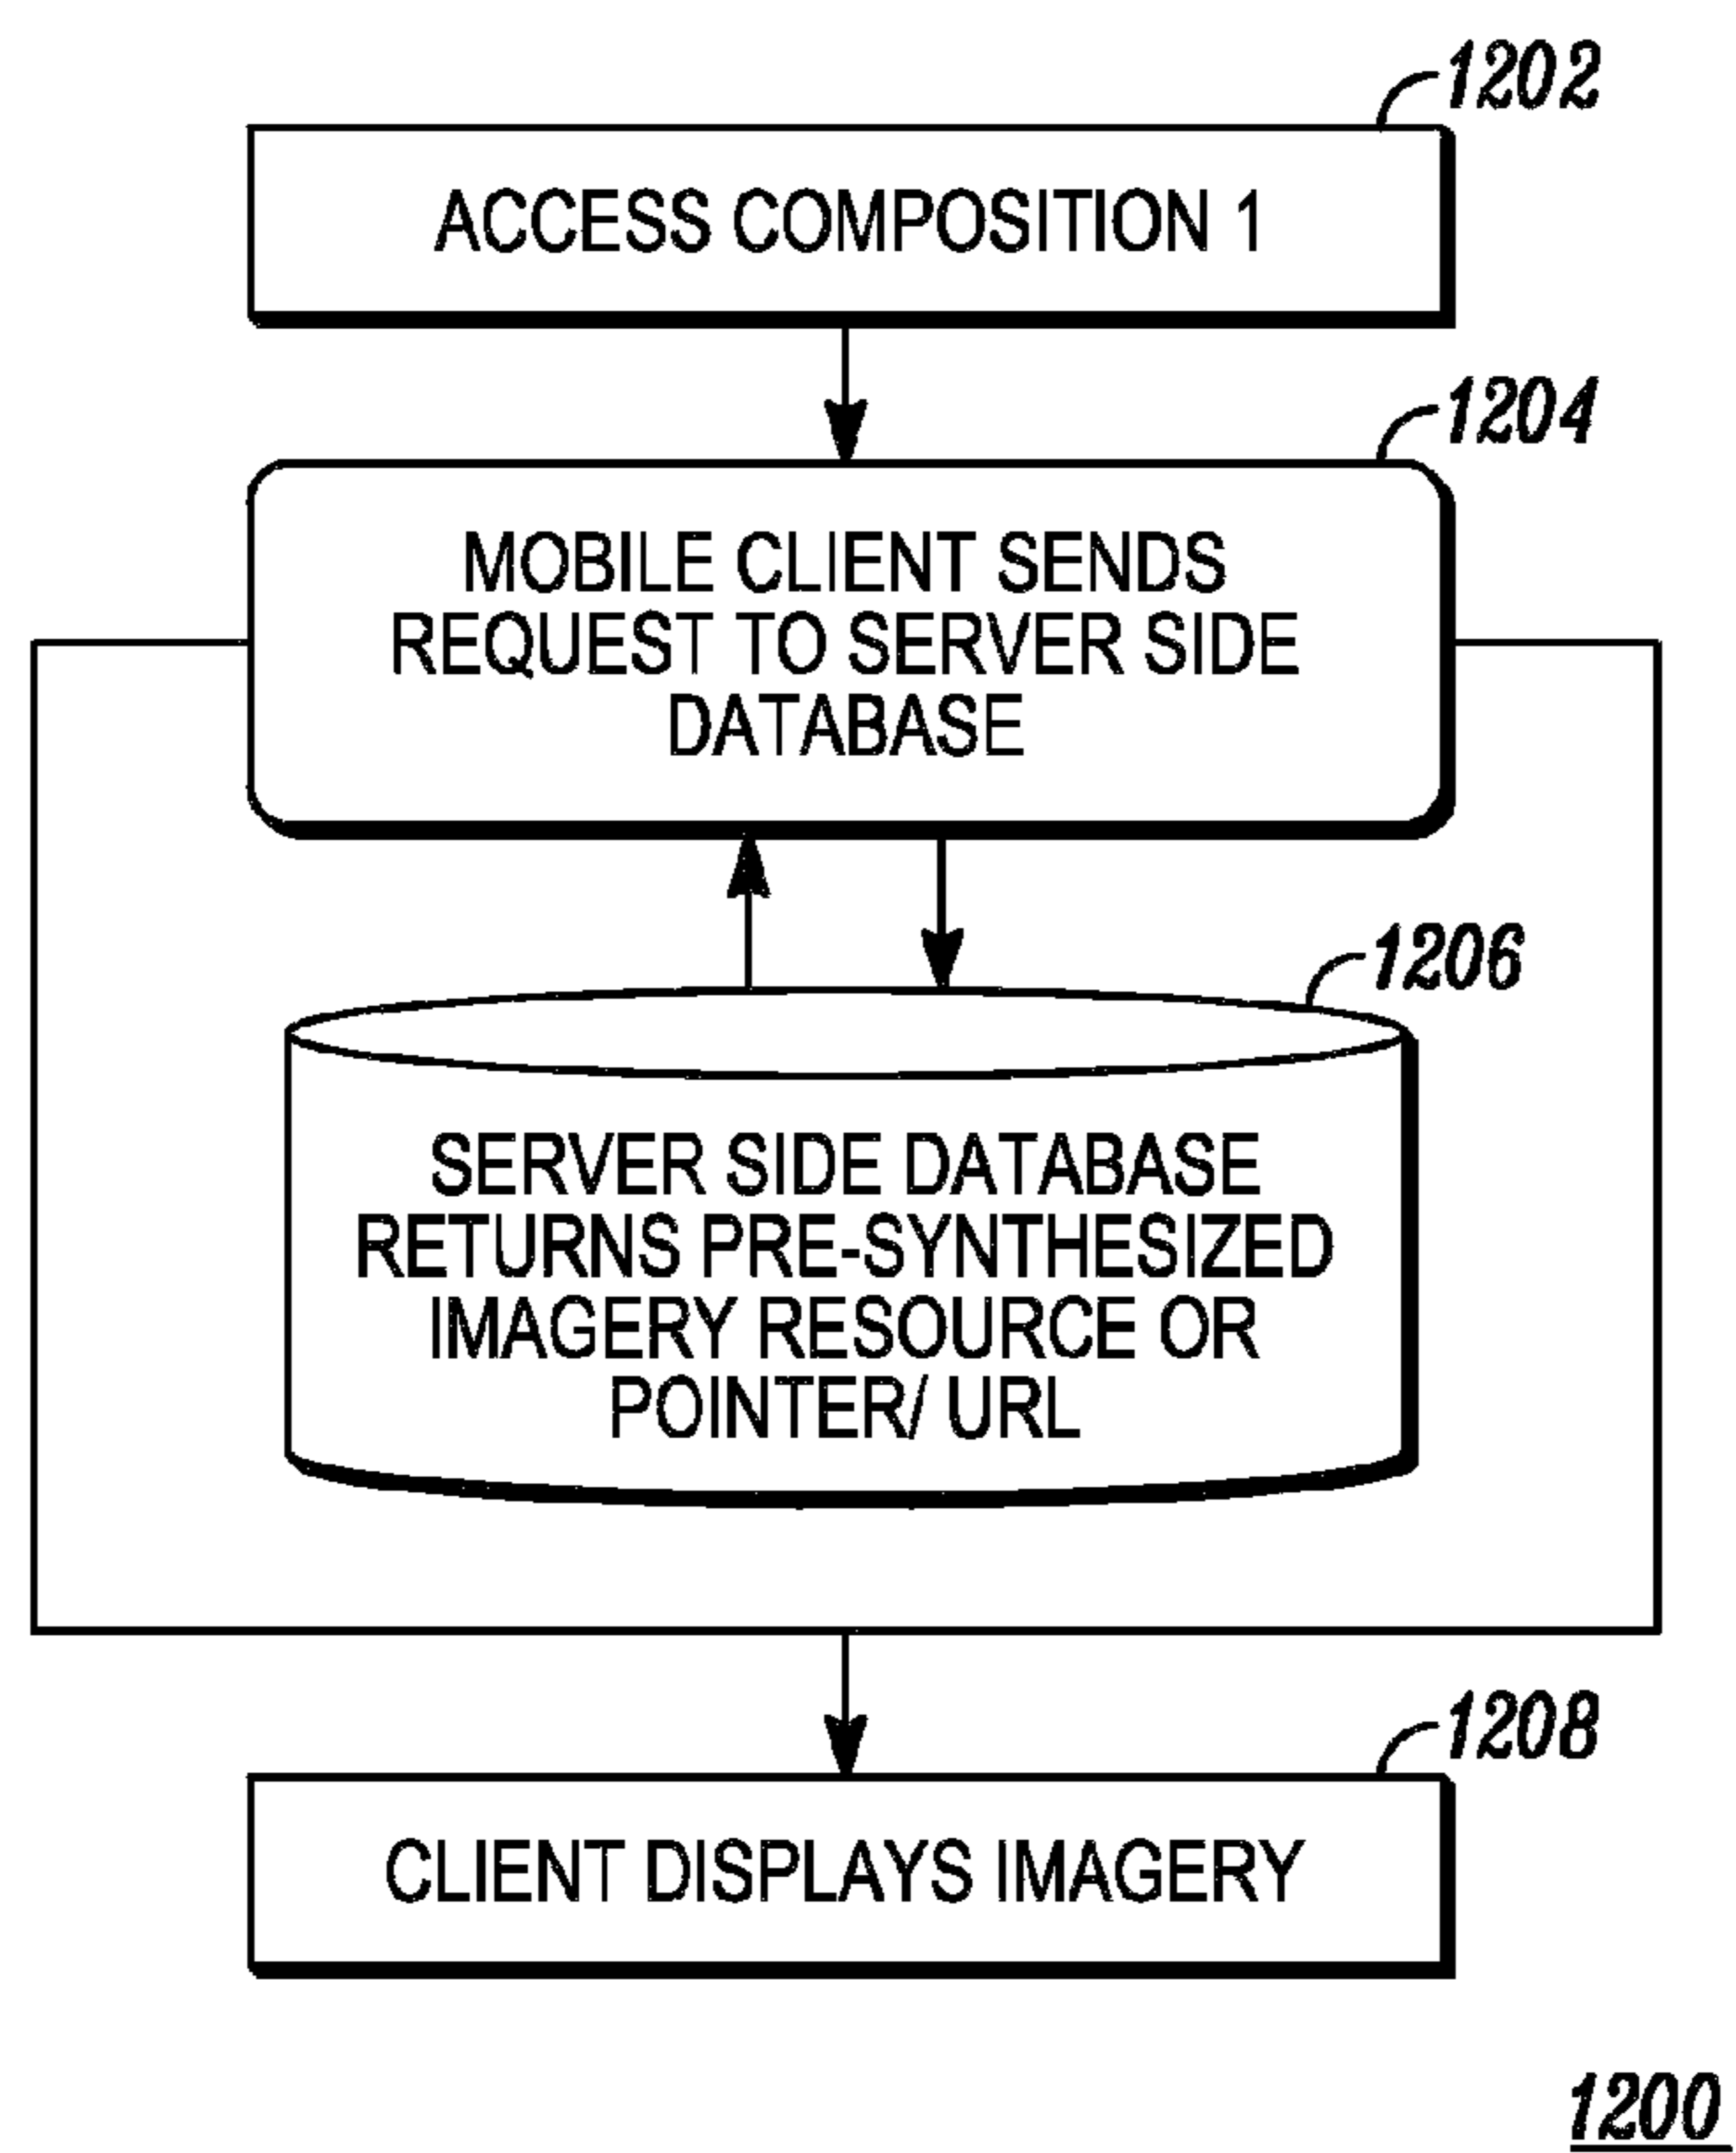 1202
ACCESS COMPOSITION 1
1204
MOBILE CLIENT SENDS
REQUEST TO SERVER SIDE
DATABASE
1206
SERVER SIDE DATABASE
RETURNS PRE-SYNTHESIZED
IMAGERY RESOURCE OR
POINTER/ URL
1208
CLIENT DISPLAYS IMAGERY
1200